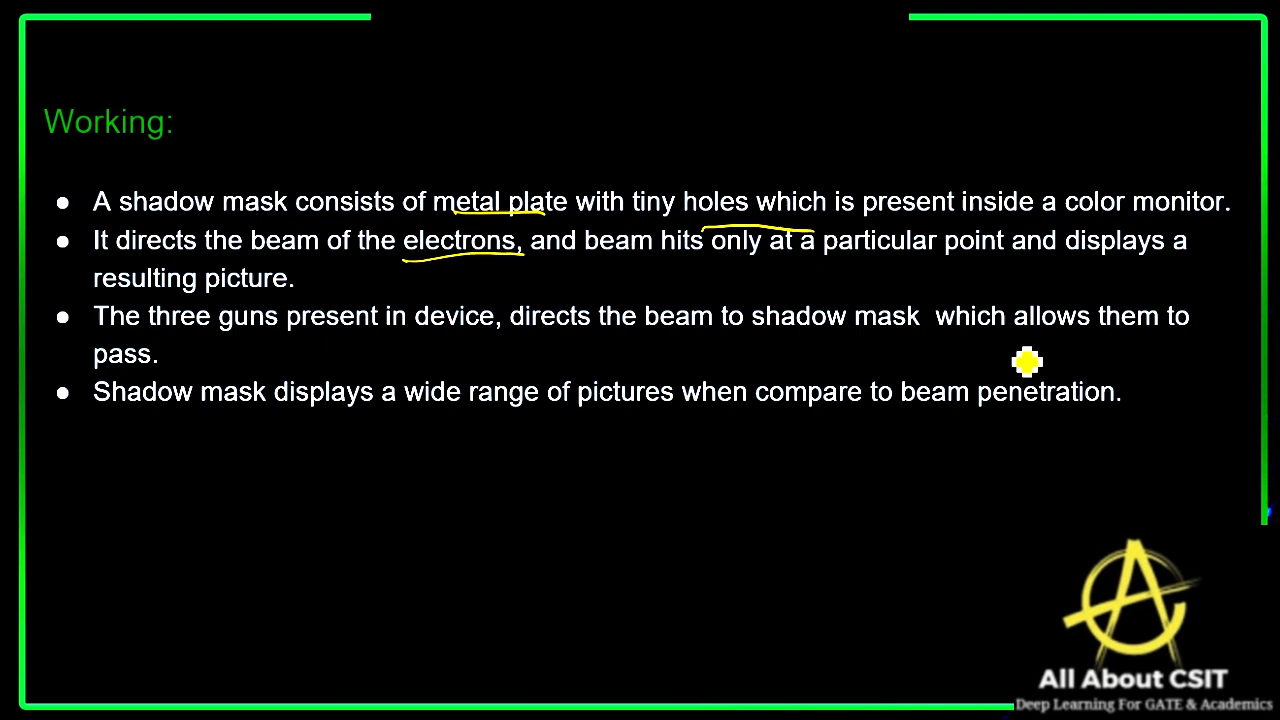 Working:
● A shadow mask consists of metal plate with tiny holes which is present inside a color monitor.
● It directs the beam of the electrons, and beam hits only at a particular point and displays a
resulting picture.
● The three guns present in device, directs the beam to shadow mask  which allows them to
pass.
● Shadow mask displays a wide range of pictures when compare to beam penetration.
All About CSIT
Deep Learning For GATE & Academics